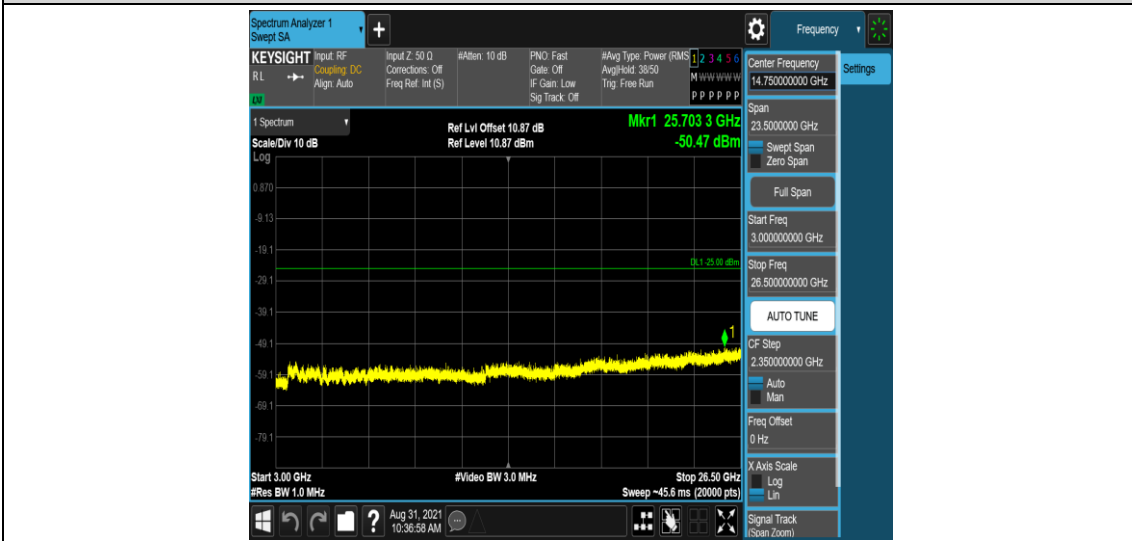 Spectrum Analyzer 1
Swept SA
+
Frequency
KEYSIGHT
RL
Input: RF
Coupling: DC
Align: Auto
Input Z: 50 Ω
Corrections: Off
Freq Ref: Int (S)
#Atten: 10 dB
PNO: Fast
Gate: Off
IF Gain: Low
Sig Track: Off
#Avg Type: Power (RMS
Avg|Hold: 38/50
Trig: Free Run
1 2 3 4 5 6
M W W W W W
P P P P P P
1 Spectrum
Scale/Div 10 dB
Log
Ref Lvl Offset 10.87 dB
Ref Level 10.87 dBm
Mkr1 25.703 3 GHz
-50.47 dBm
0.870
-9.13
-19.1
DL1 -25.00 dBm
-29.1
-39.1
-49.1
1
-59.1
-69.1
-79.1
Start 3.00 GHz
#Res BW 1.0 MHz
#Video BW 3.0 MHz
Stop 26.50 GHz
Sweep ~45.6 ms (20000 pts)
?
Aug 31, 2021
10:36:58 AM
Center Frequency
14.750000000 GHz
Settings
Span
23.5000000 GHz
Swept Span
Zero Span
Full Span
Start Freq
3.000000000 GHz
Stop Freq
26.500000000 GHz
AUTO TUNE
CF Step
2.350000000 GHz
Auto
Man
Freq Offset
0 Hz
X Axis Scale
Log
Lin
Signal Track
(Span Zoom)